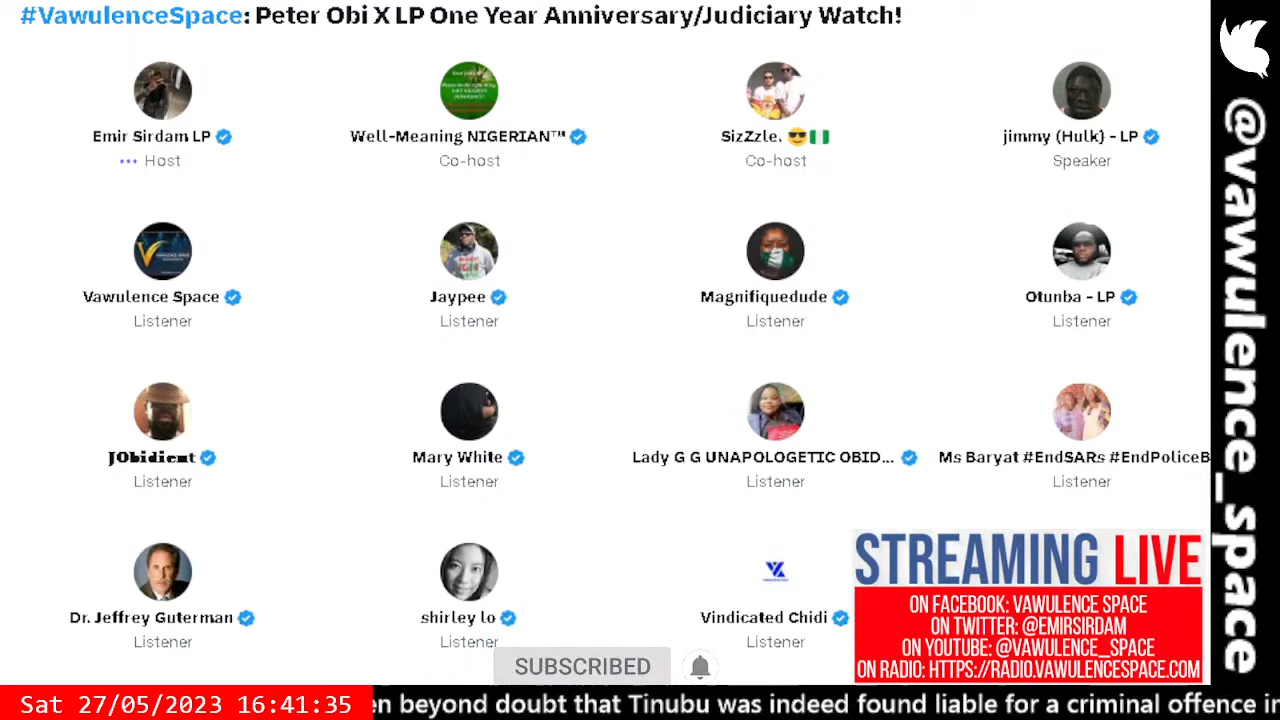 #VawulenceSpace: Peter Obi X LP One Year Anniversary/Judiciary Watch!
Emir Sirdam LP
Host
Well-Meaning NIGERIAN™
Co-host
SizZzle. 😎🇳🇬
Co-host
jimmy (Hulk) - LP
Speaker
Vawulence Space
Listener
Jaypee
Listener
Magnifiquedude
Listener
Otunba - LP
Listener
JObidient
Listener
Mary White
Listener
Lady G G UNAPOLOGETIC OBID...
Listener
Ms Baryat #EndSARs #EndPoliceB
Listener
Dr. Jeffrey Guterman
Listener
shirley lo
Listener
Vindicated Chidi
Listener
STREAMING LIVE
ON FACEBOOK: VAWULENCE SPACE
ON TWITTER: @EMIRSIRDAM
ON YOUTUBE: @VAWULENCE_SPACE
ON RADIO: HTTPS://RADIO.VAWULENCESPACE.COM
SUBSCRIBED
@vawulence_space
Sat 27/05/2023 16:41:35
en beyond doubt that Tinubu was indeed found liable for a criminal offence in